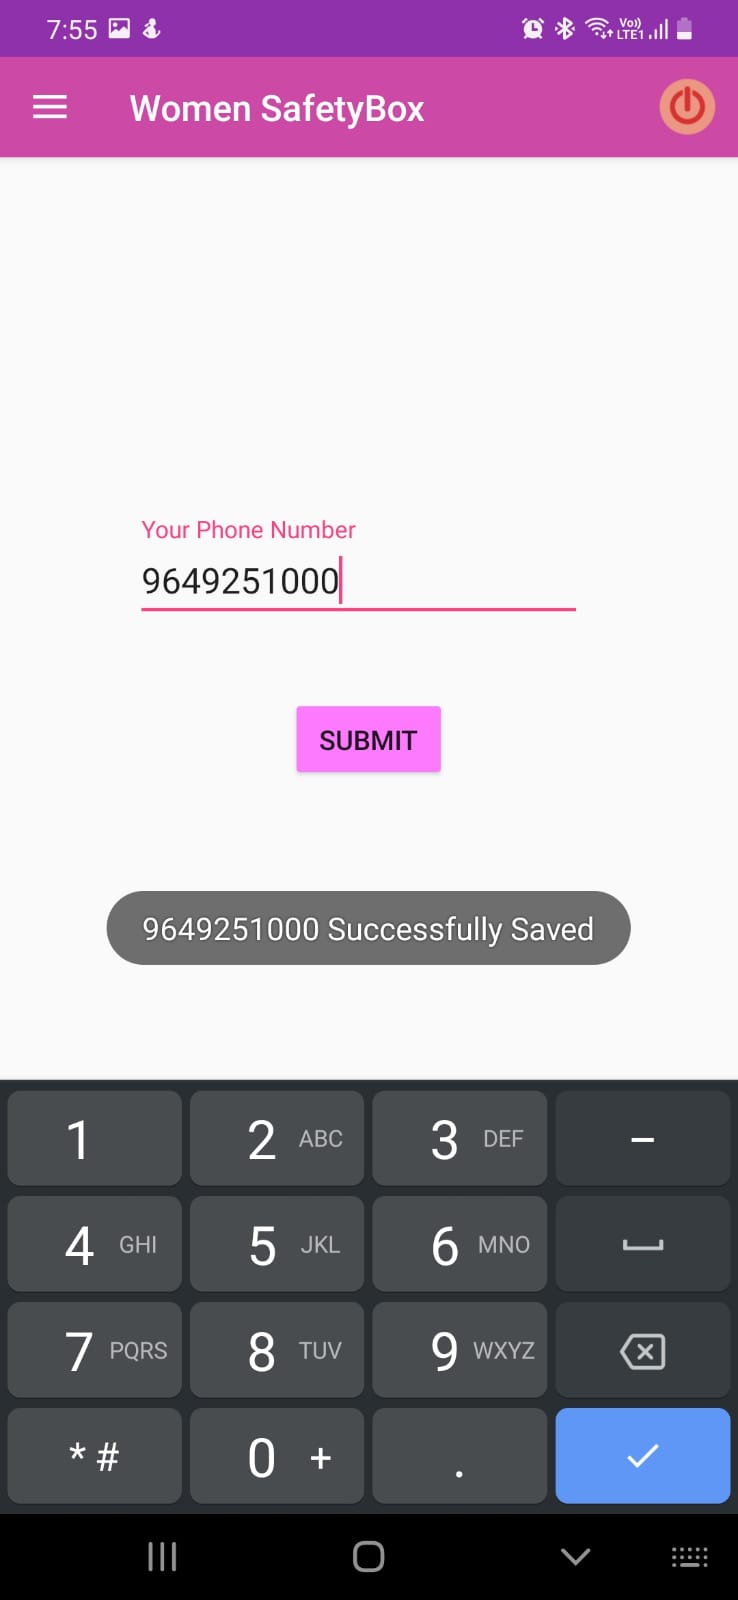 7:55 Vo)) LTE1
Women SafetyBox
Your Phone Number
9649251000
SUBMIT
9649251000 Successfully Saved
1 2 ABC 3 DEF –
4 GHI 5 JKL 6 MNO
7 PQRS 8 TUV 9 WXYZ
* # 0 + .